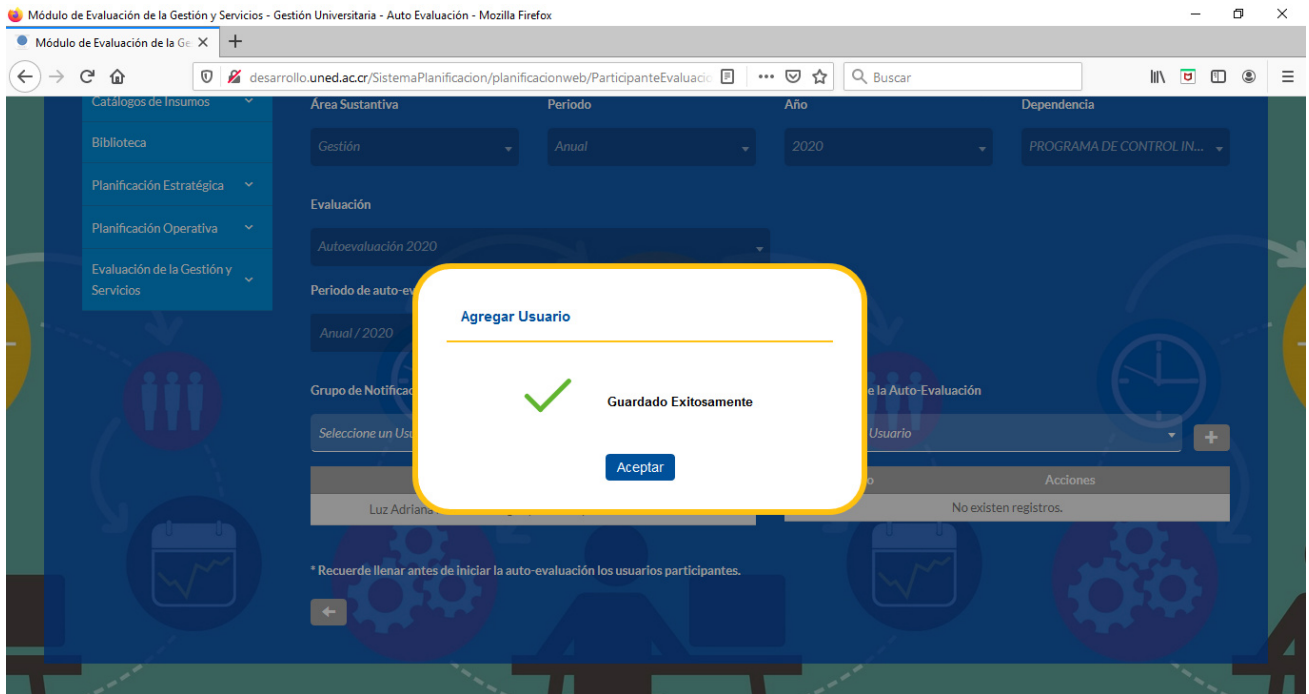 Módulo de Evaluación de la Gestión y Servicios - Gestión Universitaria - Auto Evaluación - Mozilla Firefox
Módulo de Evaluación de la Ge
desarrollo.uned.ac.cr/SistemaPlanificacion/planificacionweb/ParticipanteEvaluacio
Buscar
Catálogos de Insumos
Biblioteca
Planificación Estratégica
Planificación Operativa
Evaluación de la Gestión y
Servicios
Área Sustantiva Periodo Año Dependencia
Gestión Anual 2020 PROGRAMA DE CONTROL IN...
Evaluación
Autoevaluación 2020
Periodo de auto-ev
Anual / 2020
Agregar Usuario
Guardado Exitosamente
Aceptar
Grupo de Notificac e la Auto-Evaluación
Seleccione un Usu Usuario
Acciones
Luz Adriana No existen registros.
* Recuerde llenar antes de iniciar la auto-evaluación los usuarios participantes.